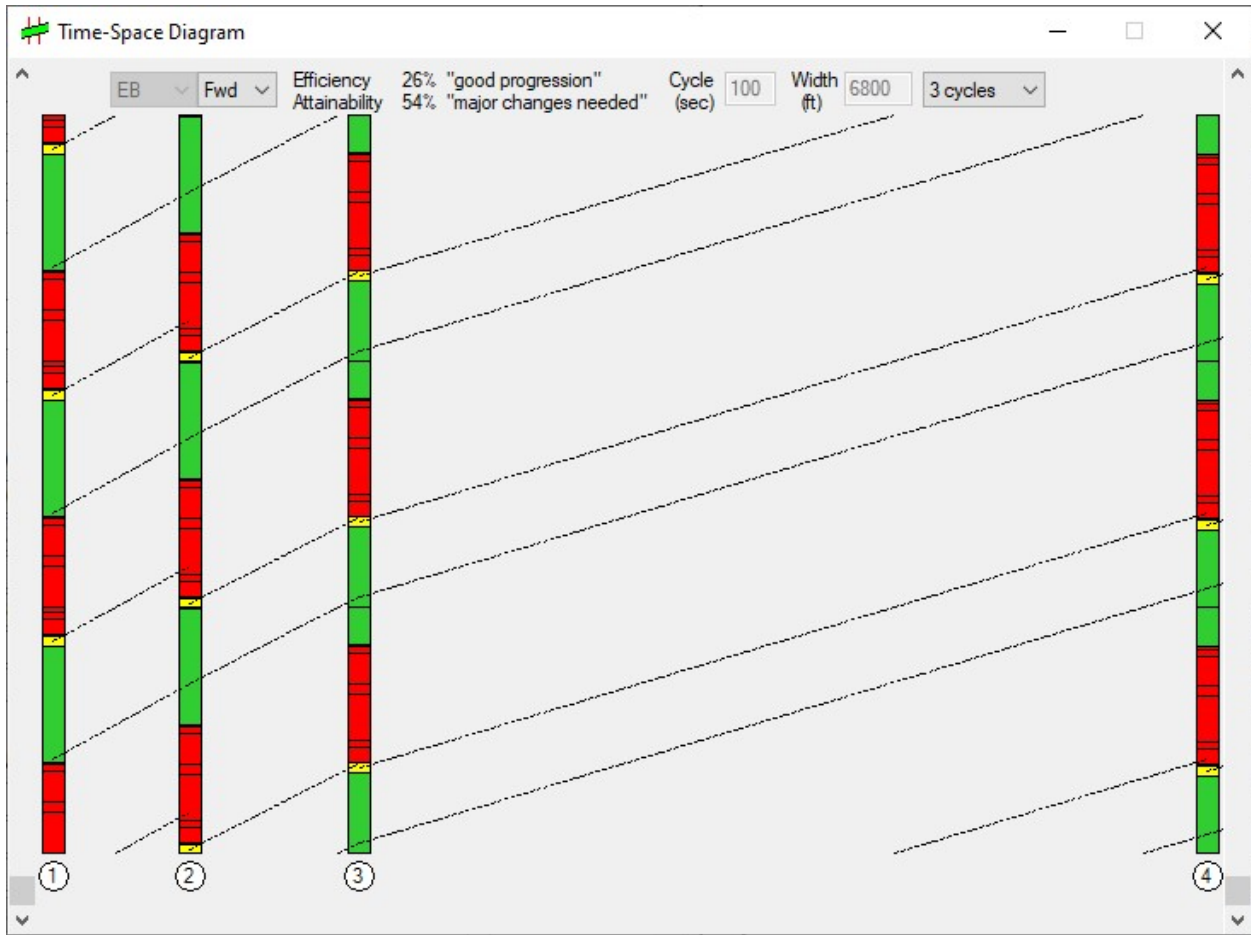 Time-Space Diagram
EB Fwd Efficiency 26% "good progression" Cycle 100 Width 6800 3 cycles
Attainability 54% "major changes needed" (sec) (ft)
1 2 3 4